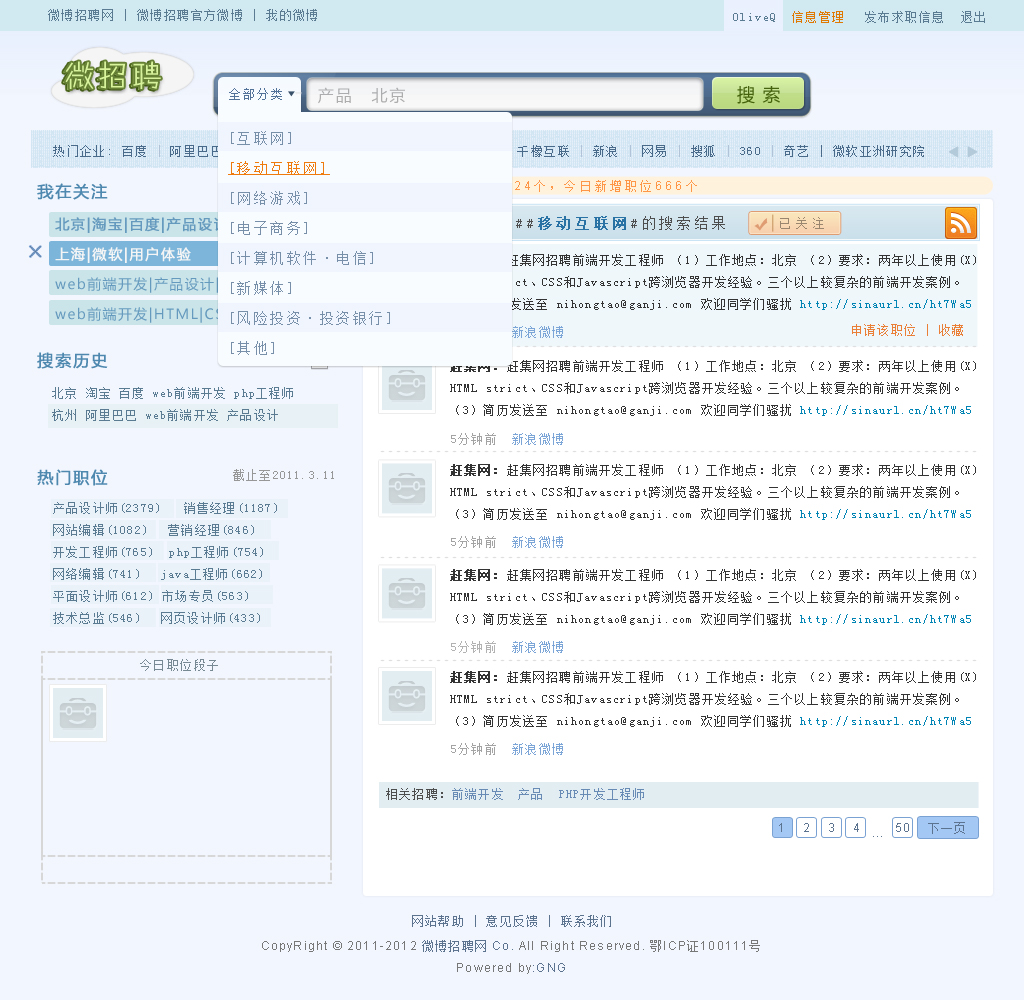 微博招聘网 | 微博招聘官方微博 | 我的微博
OliveQ 信息管理 发布求职信息 退出
微招聘
全部分类 产品 北京 搜索
热门企业: 百度 | 阿里巴巴
千橡互联 | 新浪 | 网易 | 搜狐 | 360 | 奇艺 | 微软亚洲研究院
[互联网]
[移动互联网]
[网络游戏]
[电子商务]
[计算机软件·电信]
[新媒体]
[风险投资·投资银行]
[其他]
我在关注
北京|淘宝|百度|产品设计
上海|微软|用户体验
web前端开发|产品设计|
web前端开发|HTML|CS
搜索历史
北京 淘宝 百度 web前端开发 php工程师
杭州 阿里巴巴 web前端开发 产品设计
热门职位 截止至2011.3.11
产品设计师(2379) 销售经理(1187)
网站编辑(1082) 营销经理(846)
开发工程师(765) php工程师(754)
网络编辑(741) java工程师(662)
平面设计师(612) 市场专员(563)
技术总监(546) 网页设计师(433)
今日职位段子
24个，今日新增职位666个
##移动互联网#的搜索结果 已关注
赶集网招聘前端开发工程师 （1）工作地点：北京 （2）要求：两年以上使用(X)
ct、CSS和Javascript跨浏览器开发经验。三个以上较复杂的前端开发案例。
发送至 nihongtao@ganji.com 欢迎同学们骚扰 http://sinaurl.cn/ht7Wa5
新浪微博 申请该职位 | 收藏
赶集网：赶集网招聘前端开发工程师 （1）工作地点：北京 （2）要求：两年以上使用(X)
HTML strict、CSS和Javascript跨浏览器开发经验。三个以上较复杂的前端开发案例。
（3）简历发送至 nihongtao@ganji.com 欢迎同学们骚扰 http://sinaurl.cn/ht7Wa5
5分钟前 新浪微博
赶集网：赶集网招聘前端开发工程师 （1）工作地点：北京 （2）要求：两年以上使用(X)
HTML strict、CSS和Javascript跨浏览器开发经验。三个以上较复杂的前端开发案例。
（3）简历发送至 nihongtao@ganji.com 欢迎同学们骚扰 http://sinaurl.cn/ht7Wa5
5分钟前 新浪微博
赶集网：赶集网招聘前端开发工程师 （1）工作地点：北京 （2）要求：两年以上使用(X)
HTML strict、CSS和Javascript跨浏览器开发经验。三个以上较复杂的前端开发案例。
（3）简历发送至 nihongtao@ganji.com 欢迎同学们骚扰 http://sinaurl.cn/ht7Wa5
5分钟前 新浪微博
赶集网：赶集网招聘前端开发工程师 （1）工作地点：北京 （2）要求：两年以上使用(X)
HTML strict、CSS和Javascript跨浏览器开发经验。三个以上较复杂的前端开发案例。
（3）简历发送至 nihongtao@ganji.com 欢迎同学们骚扰 http://sinaurl.cn/ht7Wa5
5分钟前 新浪微博
相关招聘：前端开发 产品 PHP开发工程师
1 2 3 4 ... 50 下一页
网站帮助 | 意见反馈 | 联系我们
CopyRight © 2011-2012 微博招聘网 Co. All Right Reserved. 鄂ICP证100111号
Powered by:GNG